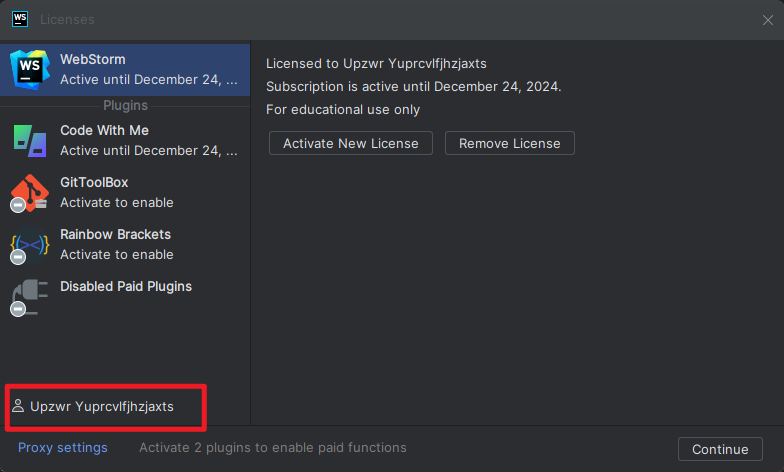 WS Licenses
WS WebStorm
Active until December 24, ...
Plugins
Code With Me
Active until December 24, ...
GitToolBox
Activate to enable
{(><)} Rainbow Brackets
Activate to enable
Disabled Paid Plugins
Upzwr Yuprcvlfjhzjaxts
Licensed to Upzwr Yuprcvlfjhzjaxts
Subscription is active until December 24, 2024.
For educational use only
Activate New License Remove License
Proxy settings Activate 2 plugins to enable paid functions Continue